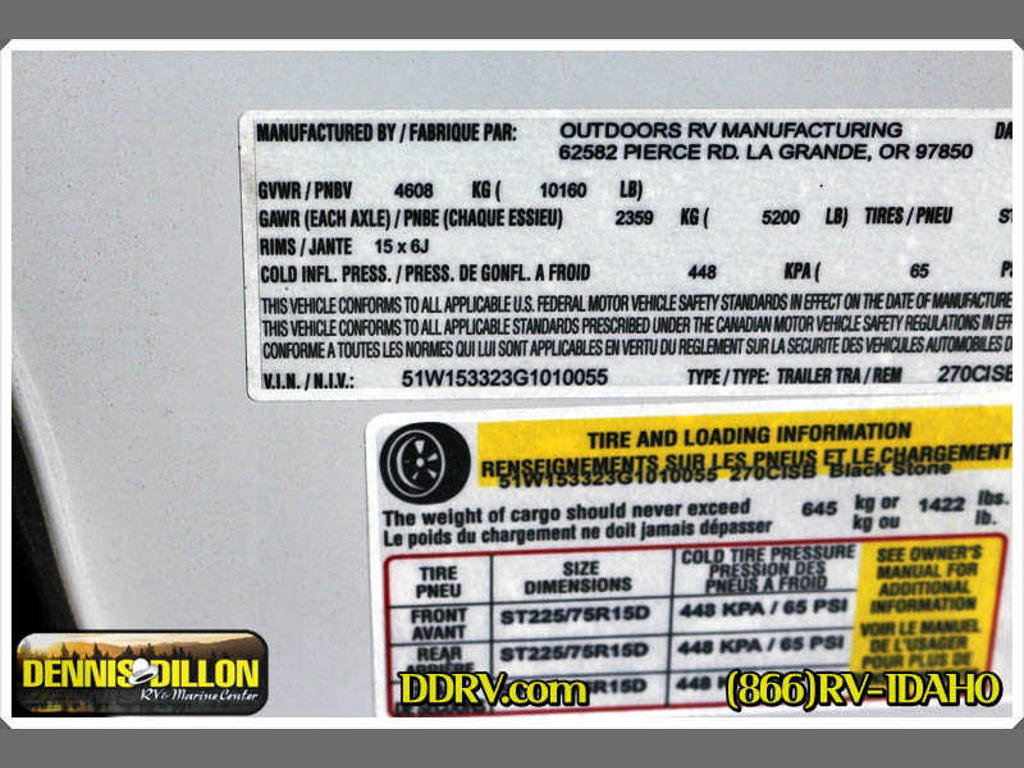 MANUFACTURED BY / FABRIQUE PAR: OUTDOORS RV MANUFACTURING DA
62582 PIERCE RD. LA GRANDE, OR 97850
GVWR / PNBV 4608 KG ( 10160 LB)
GAWR (EACH AXLE) / PNBE (CHAQUE ESSIEU) 2359 KG ( 5200 LB) TIRES / PNEU ST
RIMS / JANTE 15 x 6J
COLD INFL. PRESS. / PRESS. DE GONFL. A FROID 448 KPA ( 65 P
THIS VEHICLE CONFORMS TO ALL APPLICABLE U.S. FEDERAL MOTOR VEHICLE SAFETY STANDARDS IN EFFECT ON THE DATE OF MANUFACTURE
THIS VEHICLE CONFORMS TO ALL APPLICABLE STANDARDS PRESCRIBED UNDER THE CANADIAN MOTOR VEHICLE SAFETY REGULATIONS IN EFF
CONFORME A TOUTES LES NORMES QUI LUI SONT APPLICABLES EN VERTU DU REGLEMENT SUR LA SECURITE DES VEHICULES AUTOMOBILES D
V.I.N. / N.I.V.: 51W153323G1010055 TYPE / TYPE: TRAILER TRA / REM 270CISB
TIRE AND LOADING INFORMATION
RENSEIGNEMENTS SUR LES PNEUS ET LE CHARGEMENT
51W153323G1010055 270CISB Black Stone
The weight of cargo should never exceed 645 kg or 1422 lbs.
Le poids du chargement ne doit jamais dépasser kg ou lb.
TIRE SIZE COLD TIRE PRESSURE
PNEU DIMENSIONS PRESSION DES
PNEUS A FROID
FRONT ST225/75R15D 448 KPA / 65 PSI
AVANT
REAR ST225/75R15D 448 KPA / 65 PSI
ARRIÈRE
R15D 448
SEE OWNER'S
MANUAL FOR
ADDITIONAL
INFORMATION
VOIR LE MANUEL
DE L'USAGER
POUR PLUS DE
DENNIS DILLON
RV & Marine Center
DDRV.com
(866)RV-IDAHO